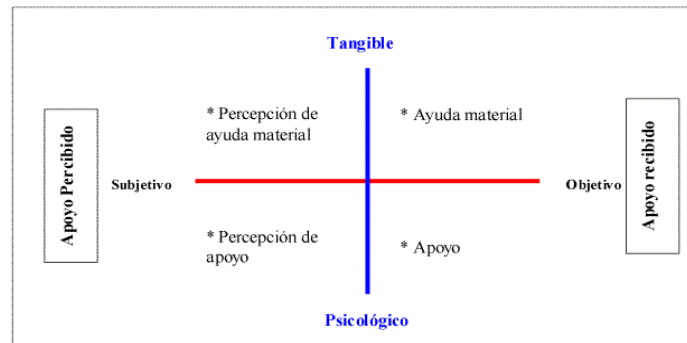 Tangible
* Percepción de
ayuda material
* Ayuda material
Apoyo Percibido
Subjetivo
Objetivo
Apoyo recibido
* Percepción de
apoyo
* Apoyo
Psicológico